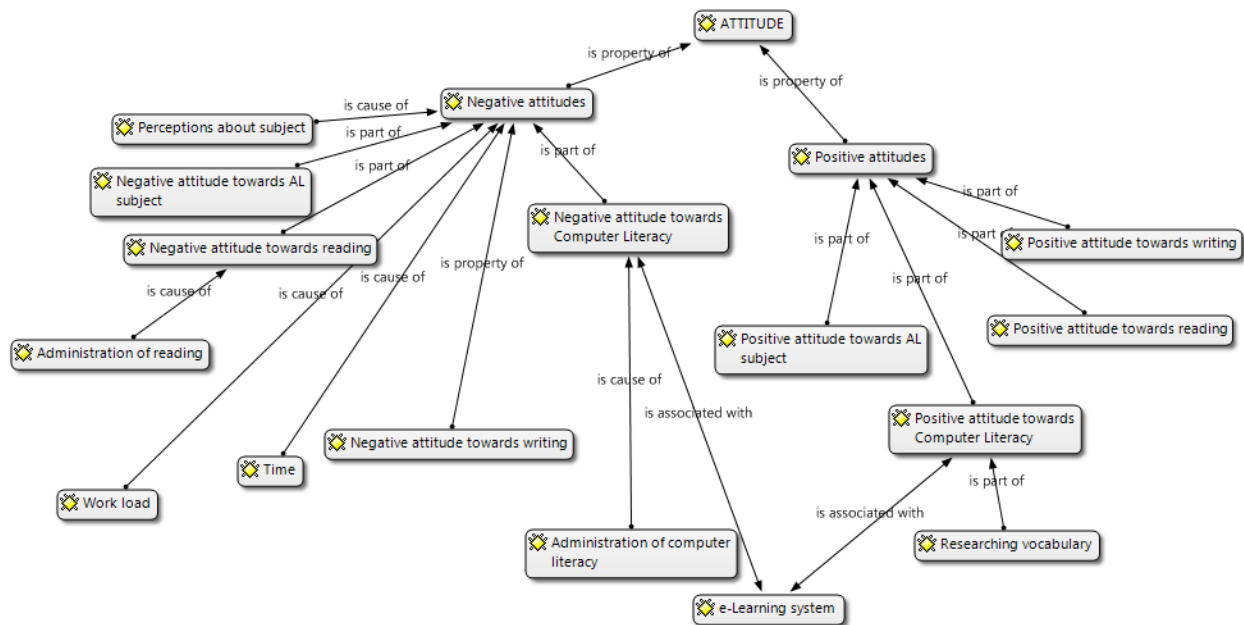 ATTITUDE
is property of
is property of
Negative attitudes
is cause of
Perceptions about subject
is part of
is part of
is part of
Positive attitudes
Negative attitude towards AL
subject
is part of
Negative attitude towards
Computer Literacy
Negative attitude towards reading
is property of
is cause of
is part of
is part of
Positive attitude towards writing
is cause of
is cause of
is part of
Administration of reading
Positive attitude towards AL
subject
Positive attitude towards reading
is cause of
is associated with
Negative attitude towards writing
Positive attitude towards
Computer Literacy
Time
is part of
Work load
is associated with
Administration of computer
literacy
Researching vocabulary
e-Learning system